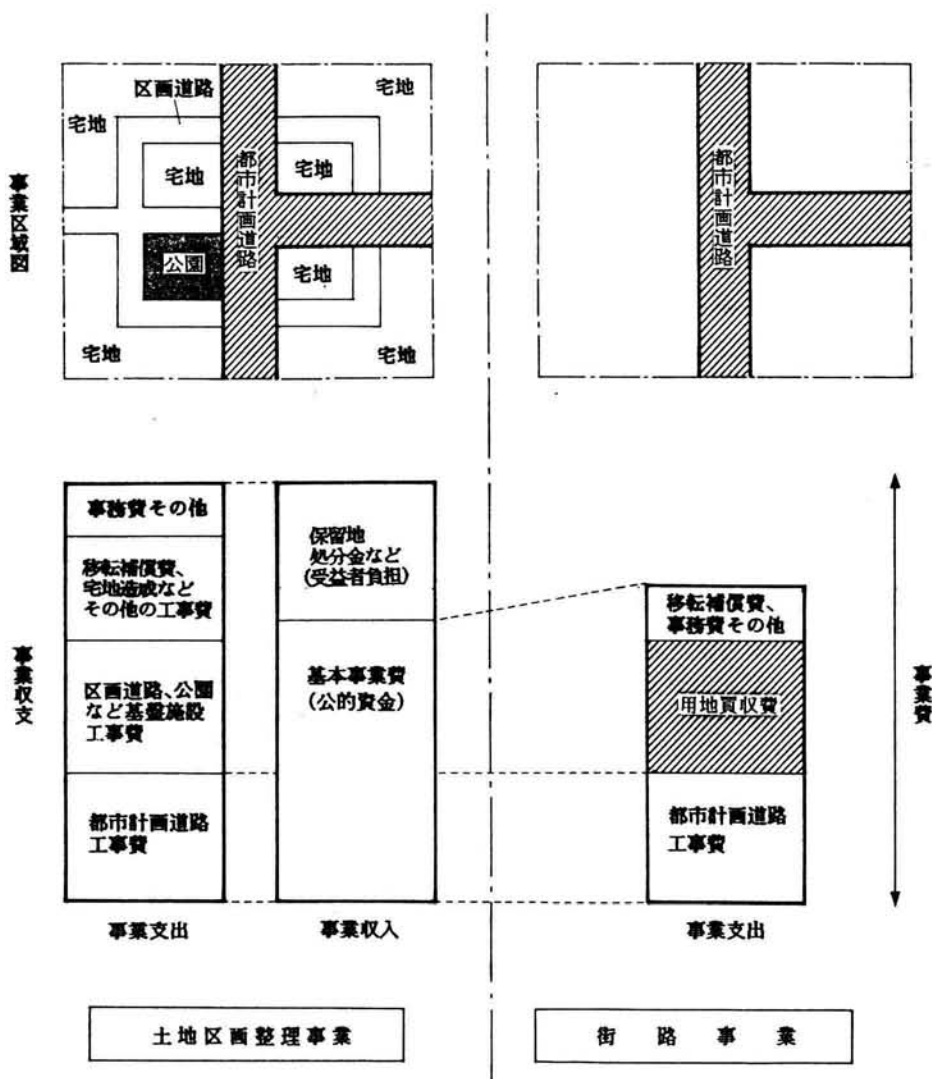 区画道路
宅地
宅地
宅地
宅地
公園
宅地
宅地
宅地
都市計画道路
都市計画道路
事業区域図
事務費その他
移転補償費、
宅地造成など
その他の工事費
区画道路、公園
など基盤施設
工事費
都市計画道路
工事費
保留地
処分金など
(受益者負担)
基本事業費
(公的資金)
移転補償費、
事務費その他
用地買収費
都市計画道路
工事費
事業収支
事業費
事業支出
事業収入
事業支出
土地区画整理事業
街路事業